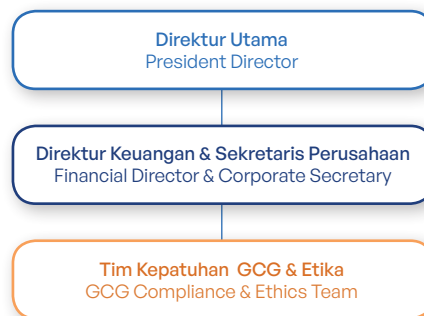 Direktur Utama
President Director
Direktur Keuangan & Sekretaris Perusahaan
Financial Director & Corporate Secretary
Tim Kepatuhan GCG & Etika
GCG Compliance & Ethics Team